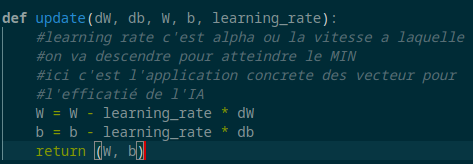 def update(dW, db, W, b, learning_rate):
#learning rate c'est alpha ou la vitesse a laquelle
#on va descendre pour atteindre le MIN
#ici c'est l'application concrete des vecteur pour
#l'efficatié de l'IA
W = W - learning_rate * dW
b = b - learning_rate * db
return (W, b)